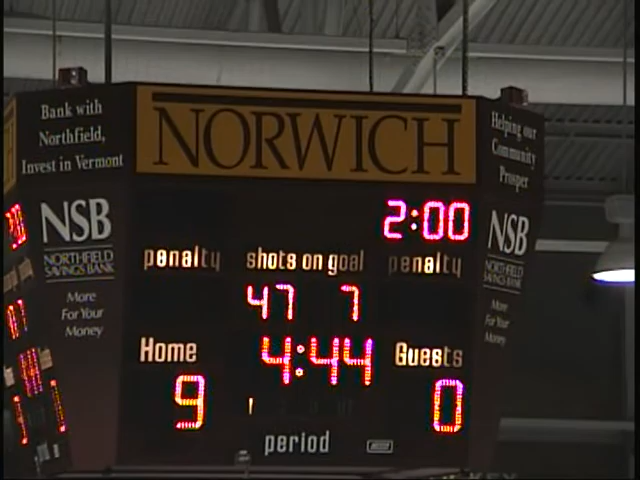 Bank with
Northfield,
Invest in Vermont
NORWICH
Helping our
Community
Prosper
NSB
NORTHFIELD
SAVINGS BANK
More
For Your
Money
2:00
NSB
NORTHFIELD
SAVINGS BANK
More
For Your
Money
penalty
shots on goal
penalty
47 7
Home
4:44
Guests
9
0
period